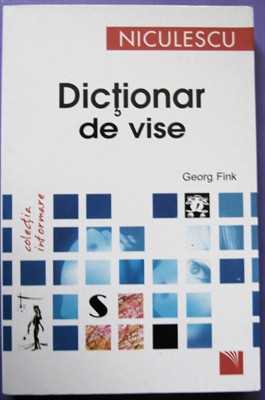 NICULESCU
Dicţionar
de vise
Georg Fink
colecţia
informare
S